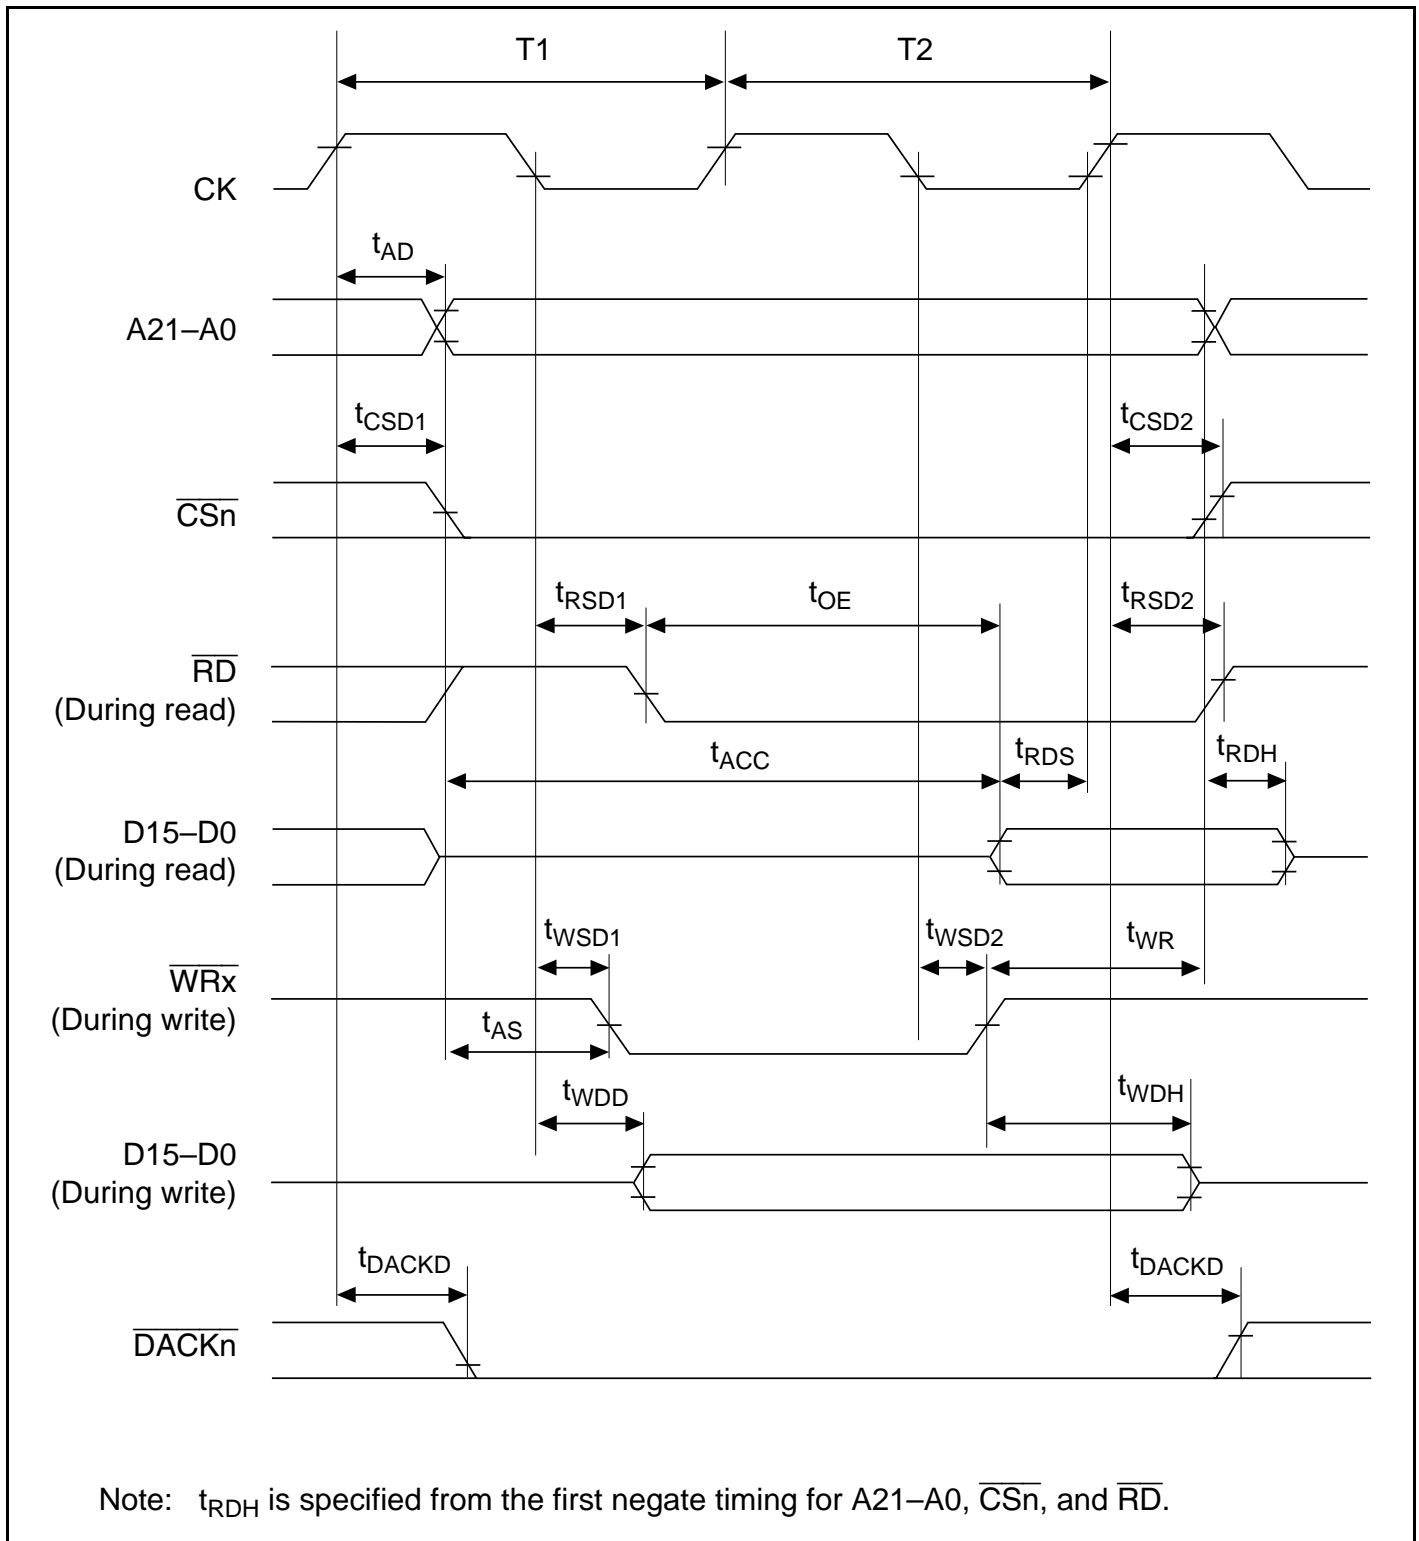 T1 T2
CK
tAD
A21–A0
tCSD1 tCSD2
CSn
tRSD1 tOE tRSD2
RD
(During read)
tACC tRDS tRDH
D15–D0
(During read)
tWSD1 tWSD2 tWR
WRx
(During write)
tAS
tWDD tWDH
D15–D0
(During write)
tDACKD tDACKD
DACKn
Note: tRDH is specified from the first negate timing for A21–A0, CSn, and RD.